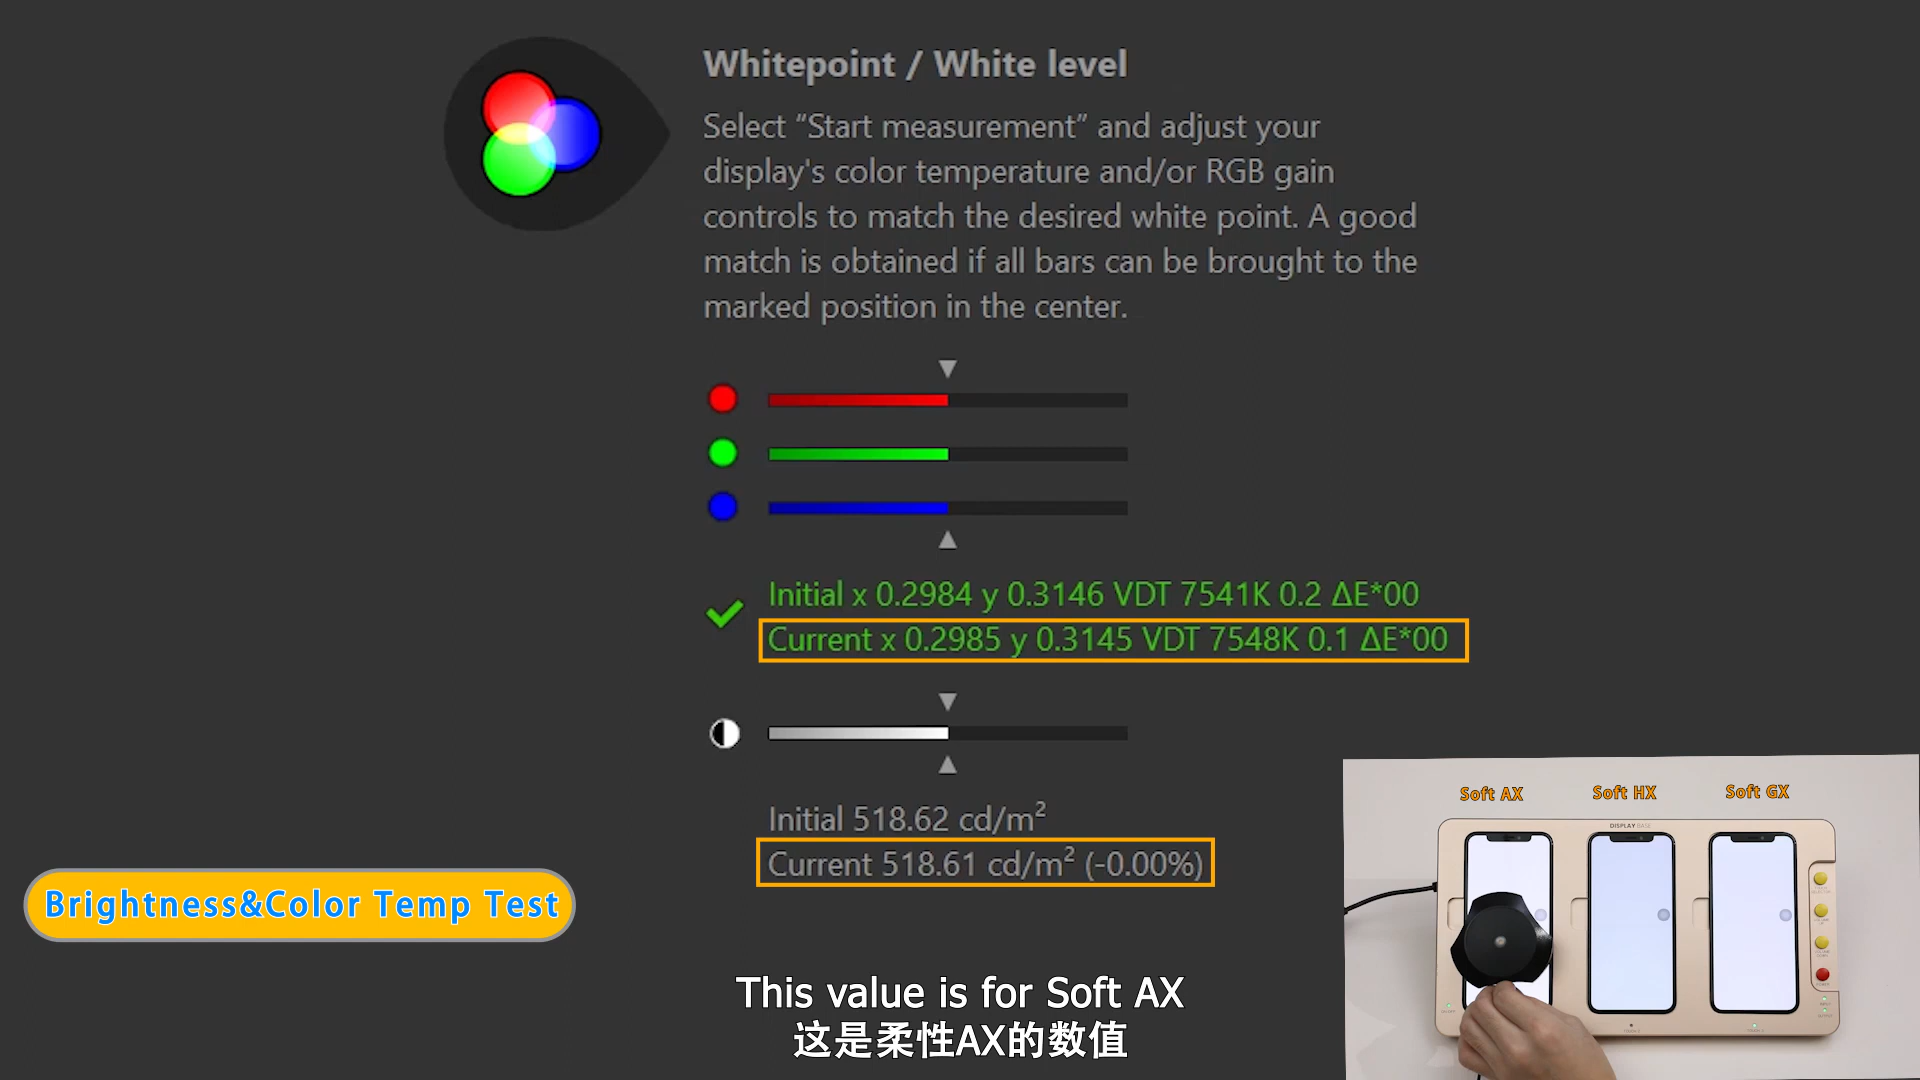 Whitepoint / White level
Select “Start measurement” and adjust your
display's color temperature and/or RGB gain
controls to match the desired white point. A good
match is obtained if all bars can be brought to the
marked position in the center.
Initial x 0.2984 y 0.3146 VDT 7541K 0.2 ΔE*00
Current x 0.2985 y 0.3145 VDT 7548K 0.1 ΔE*00
Initial 518.62 cd/m²
Current 518.61 cd/m² (-0.00%)
Brightness&Color Temp Test
Soft AX
Soft HX
Soft GX
DISPLAY BASE
This value is for Soft AX
这是柔性AX的数值